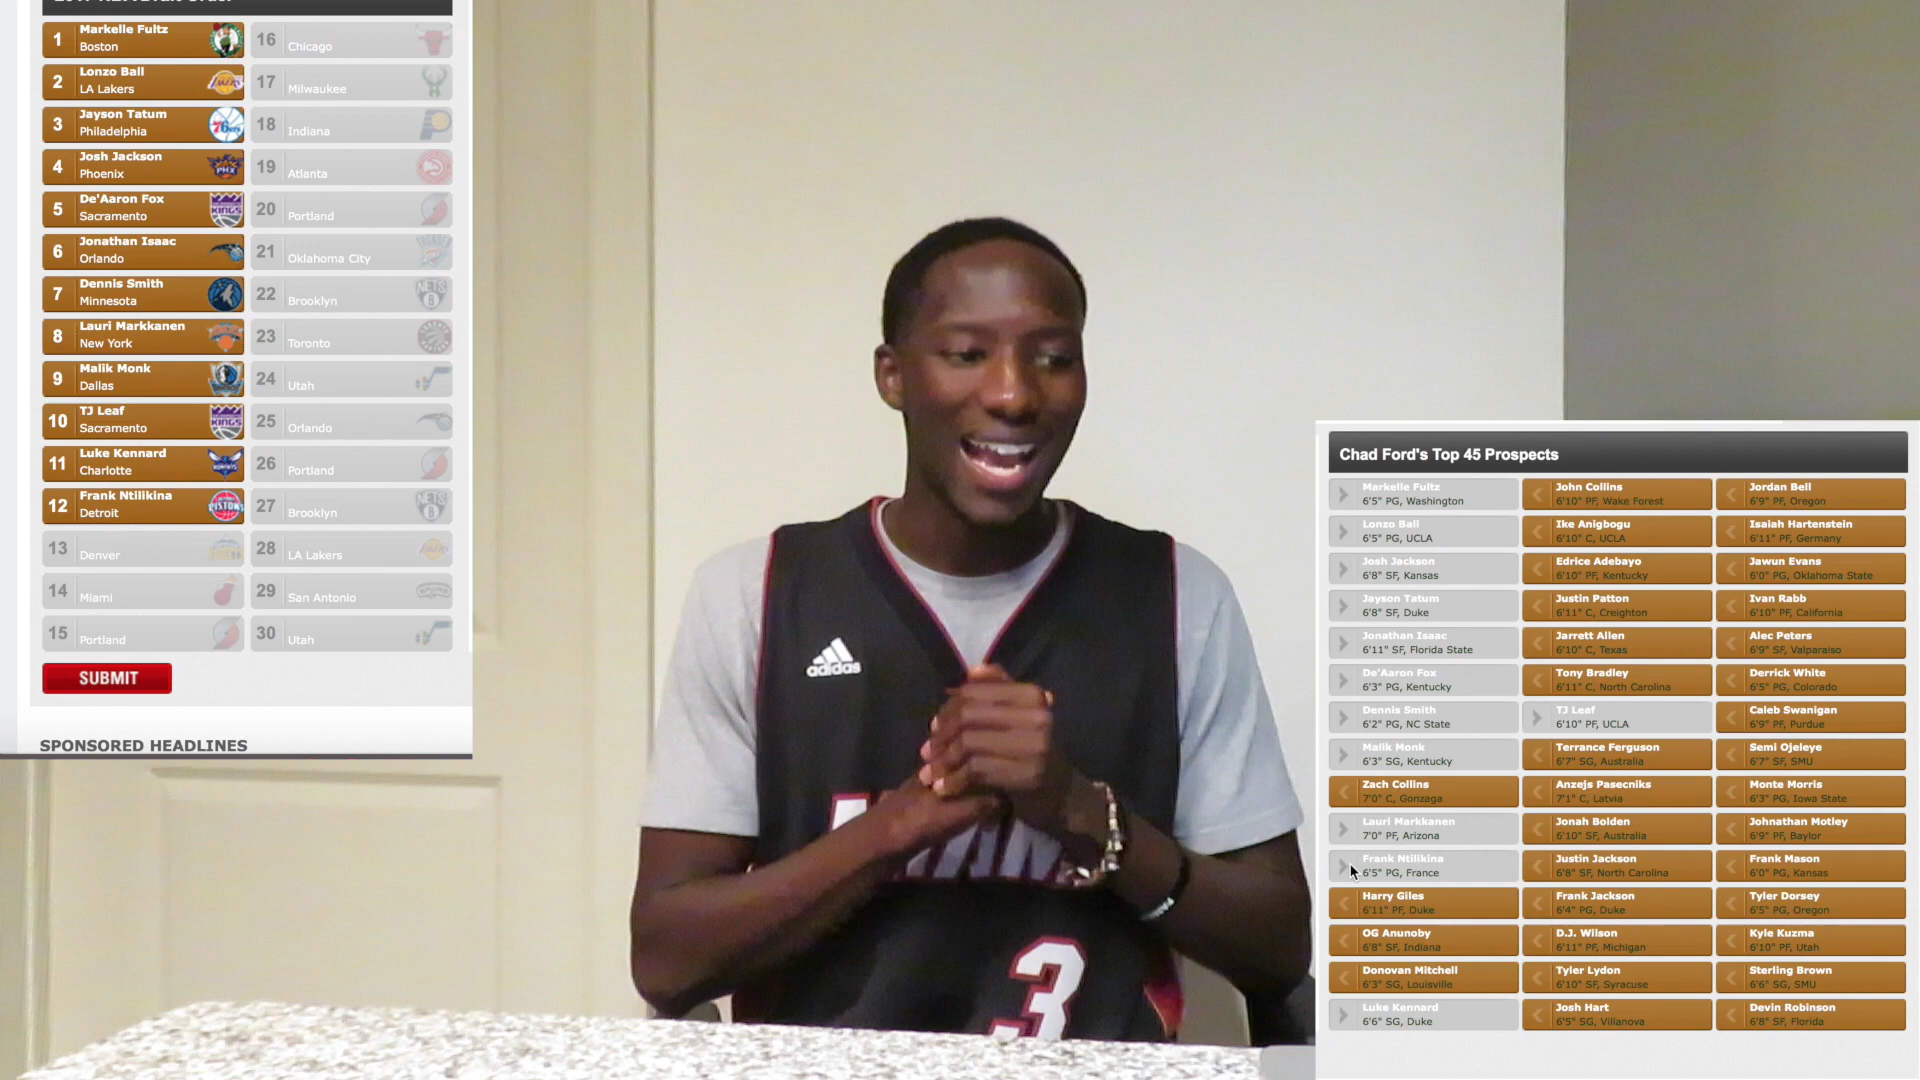 1 Markelle Fultz
Boston
2 Lonzo Ball
LA Lakers
3 Jayson Tatum
Philadelphia
4 Josh Jackson
Phoenix
5 De'Aaron Fox
Sacramento
6 Jonathan Isaac
Orlando
7 Dennis Smith
Minnesota
8 Lauri Markkanen
New York
9 Malik Monk
Dallas
10 TJ Leaf
Sacramento
11 Luke Kennard
Charlotte
12 Frank Ntilikina
Detroit
13 Denver
14 Miami
15 Portland
16 Chicago
17 Milwaukee
18 Indiana
19 Atlanta
20 Portland
21 Oklahoma City
22 Brooklyn
23 Toronto
24 Utah
25 Orlando
26 Portland
27 Brooklyn
28 LA Lakers
29 San Antonio
30 Utah
SUBMIT
SPONSORED HEADLINES
adidas
3
Chad Ford's Top 45 Prospects
Markelle Fultz
6'5" PG, Washington
Lonzo Ball
6'5" PG, UCLA
Josh Jackson
6'8" SF, Kansas
Jayson Tatum
6'8" SF, Duke
Jonathan Isaac
6'11" SF, Florida State
De'Aaron Fox
6'3" PG, Kentucky
Dennis Smith
6'2" PG, NC State
Malik Monk
6'3" SG, Kentucky
Zach Collins
7'0" C, Gonzaga
Lauri Markkanen
7'0" PF, Arizona
Frank Ntilikina
6'5" PG, France
Harry Giles
6'11" PF, Duke
OG Anunoby
6'8" SF, Indiana
Donovan Mitchell
6'3" SG, Louisville
Luke Kennard
6'6" SG, Duke
John Collins
6'10" PF, Wake Forest
Ike Anigbogu
6'10" C, UCLA
Edrice Adebayo
6'10" PF, Kentucky
Justin Patton
6'11" C, Creighton
Jarrett Allen
6'10" C, Texas
Tony Bradley
6'11" C, North Carolina
TJ Leaf
6'10" PF, UCLA
Terrance Ferguson
6'7" SG, Australia
Anzejs Pasecniks
7'1" C, Latvia
Jonah Bolden
6'10" SF, Australia
Justin Jackson
6'8" SF, North Carolina
Frank Jackson
6'4" PG, Duke
D.J. Wilson
6'11" PF, Michigan
Tyler Lydon
6'10" SF, Syracuse
Josh Hart
6'5" SG, Villanova
Jordan Bell
6'9" PF, Oregon
Isaiah Hartenstein
6'11" PF, Germany
Jawun Evans
6'0" PG, Oklahoma State
Ivan Rabb
6'10" PF, California
Alec Peters
6'9" SF, Valparaiso
Derrick White
6'5" PG, Colorado
Caleb Swanigan
6'9" PF, Purdue
Semi Ojeleye
6'7" SF, SMU
Monte Morris
6'3" PG, Iowa State
Johnathan Motley
6'9" PF, Baylor
Frank Mason
6'0" PG, Kansas
Tyler Dorsey
6'5" PG, Oregon
Kyle Kuzma
6'10" PF, Utah
Sterling Brown
6'6" SG, SMU
Devin Robinson
6'8" SF, Florida